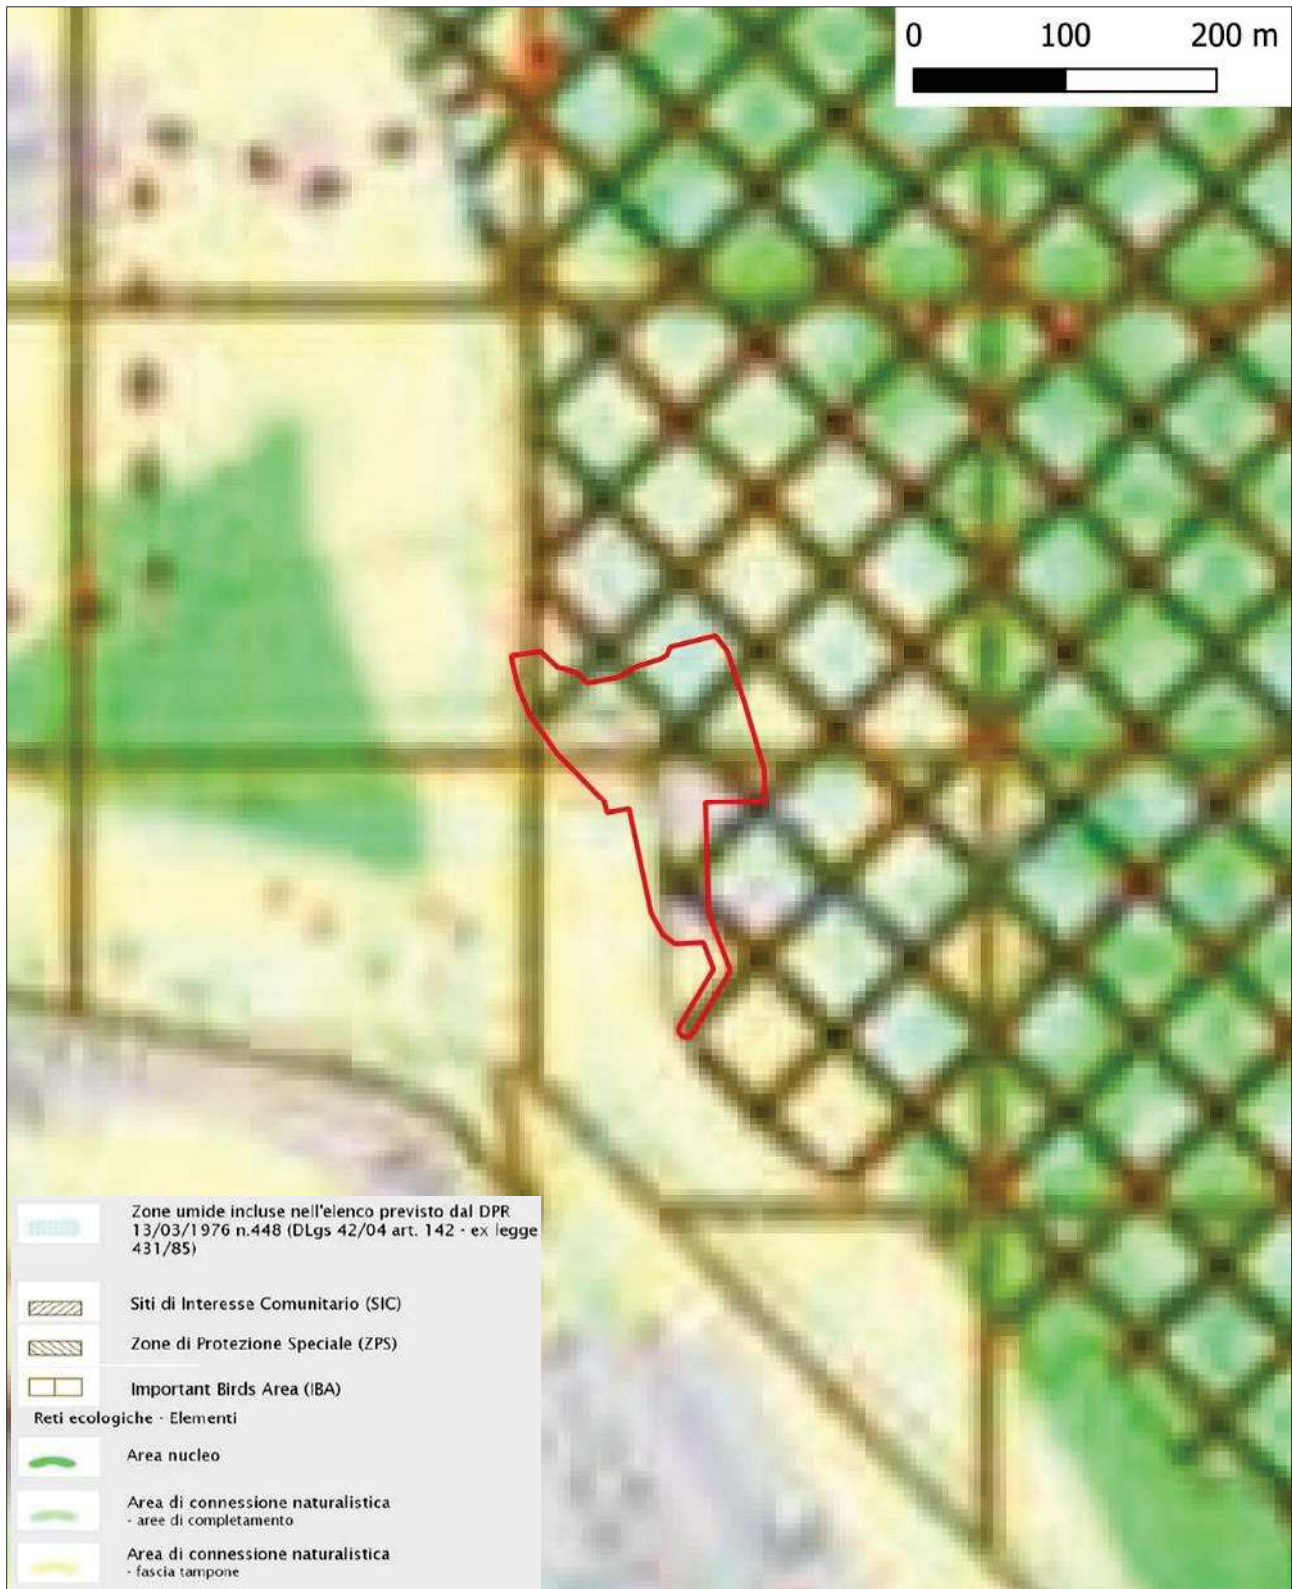 0 100 200 m
Zone umide incluse nell'elenco previsto dal DPR
13/03/1976 n.448 (DLgs 42/04 art. 142 - ex legge
431/85)
Siti di Interesse Comunitario (SIC)
Zone di Protezione Speciale (ZPS)
Important Birds Area (IBA)
Reti ecologiche - Elementi
Area nucleo
Area di connessione naturalistica
- aree di completamento
Area di connessione naturalistica
- fascia tampone